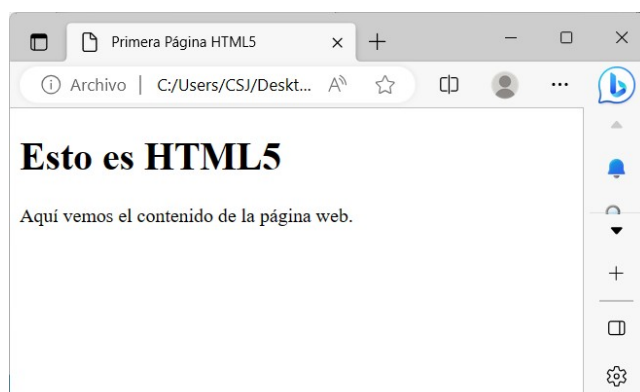 Primera Página HTML5
Archivo | C:/Users/CSJ/Deskt...
Esto es HTML5
Aquí vemos el contenido de la página web.